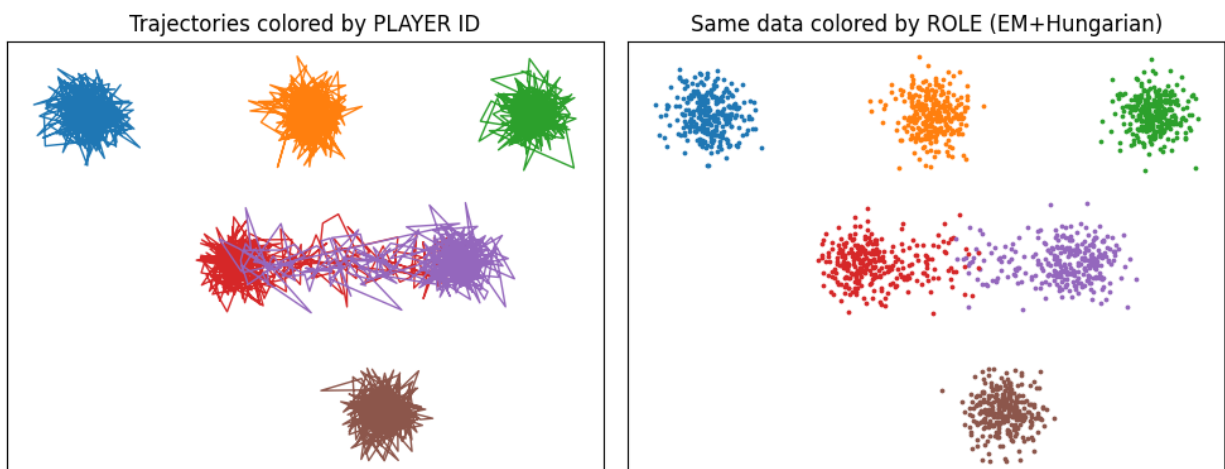 Trajectories colored by PLAYER ID
Same data colored by ROLE (EM+Hungarian)